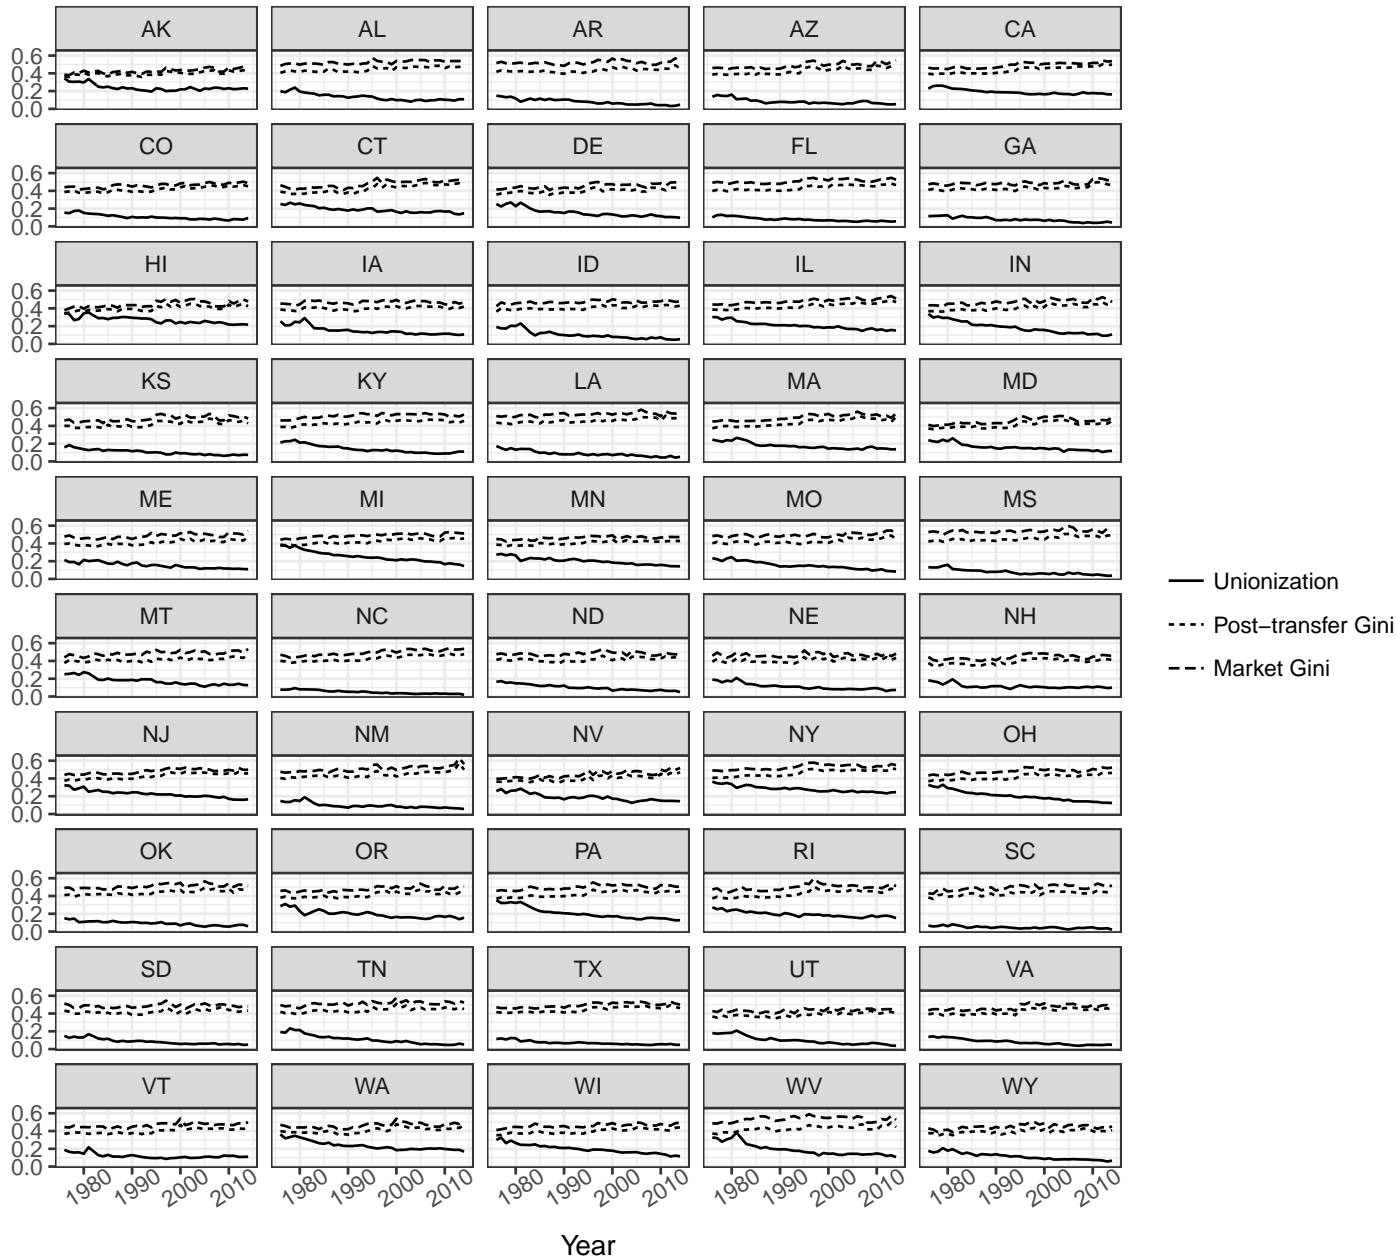 AK AL AR AZ CA
0.6
0.4
0.2
0.0
CO CT DE FL GA
0.6
0.4
0.2
0.0
HI IA ID IL IN
0.6
0.4
0.2
0.0
KS KY LA MA MD
0.6
0.4
0.2
0.0
ME MI MN MO MS
0.6
0.4
0.2
0.0
MT NC ND NE NH
0.6
0.4
0.2
0.0
NJ NM NV NY OH
0.6
0.4
0.2
0.0
OK OR PA RI SC
0.6
0.4
0.2
0.0
SD TN TX UT VA
0.6
0.4
0.2
0.0
VT WA WI WV WY
0.6
0.4
0.2
0.0
1980 1990 2000 2010 1980 1990 2000 2010 1980 1990 2000 2010 1980 1990 2000 2010 1980 1990 2000 2010
Year
Unionization
Post−transfer Gini
Market Gini